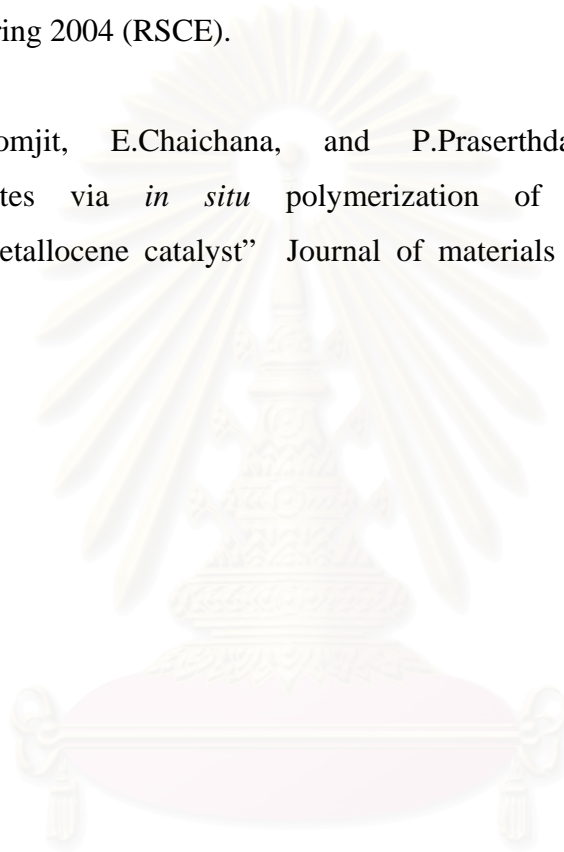 ring 2004 (RSCE).
omjit, E.Chaichana, and P.Praserthda
tes via in situ polymerization of
etallocene catalyst” Journal of materials